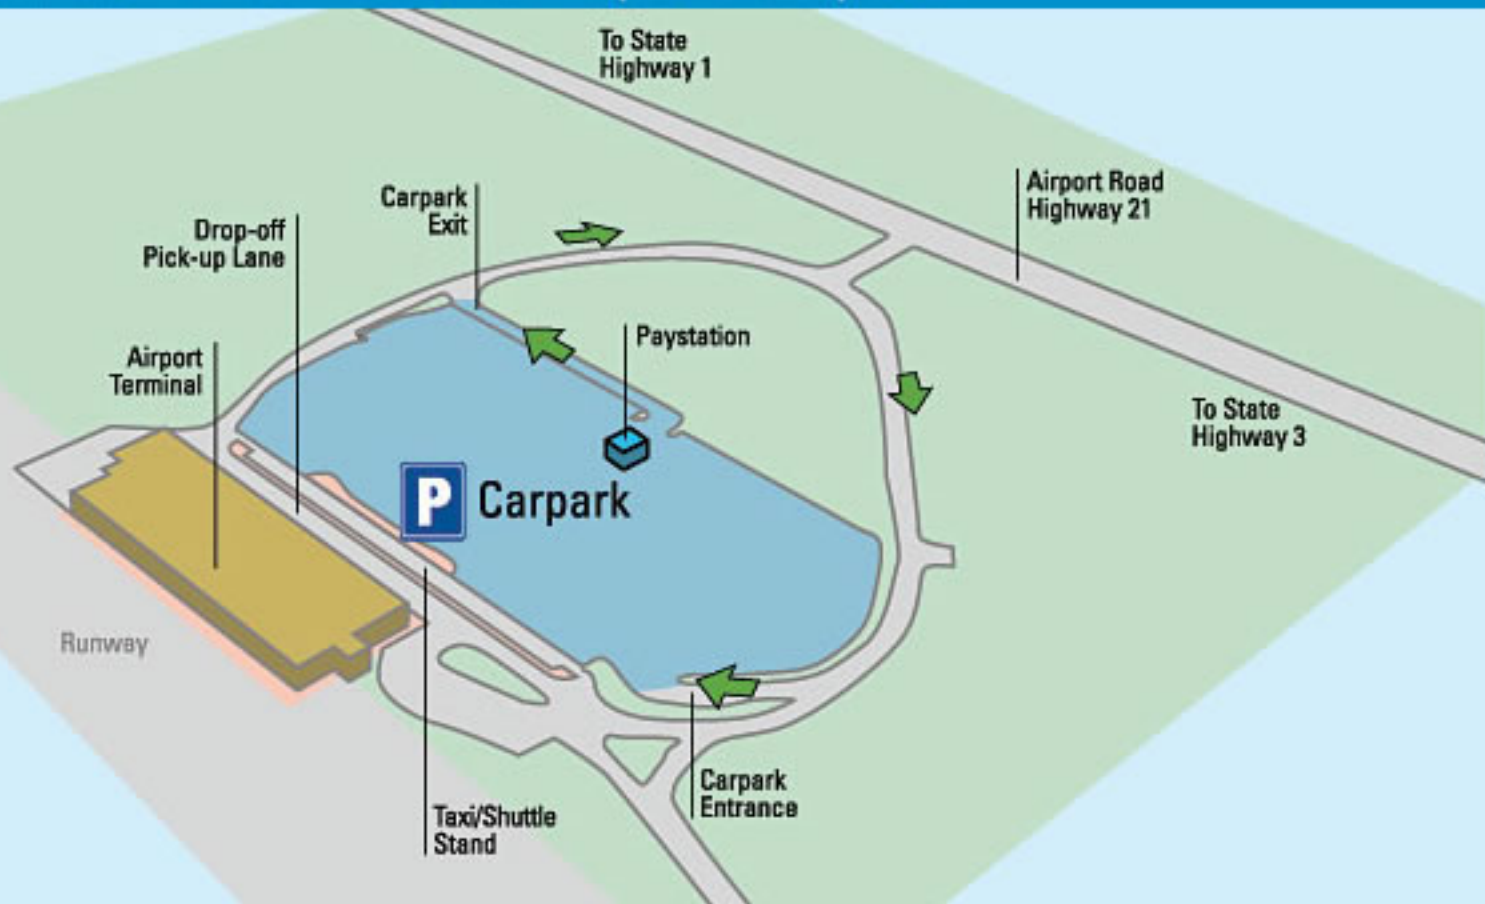 To State
Highway 1
Airport Road
Highway 21
Carpark
Exit
Drop-off
Pick-up Lane
Paystation
Airport
Terminal
To State
Highway 3
P Carpark
Runway
Carpark
Entrance
Taxi/Shuttle
Stand